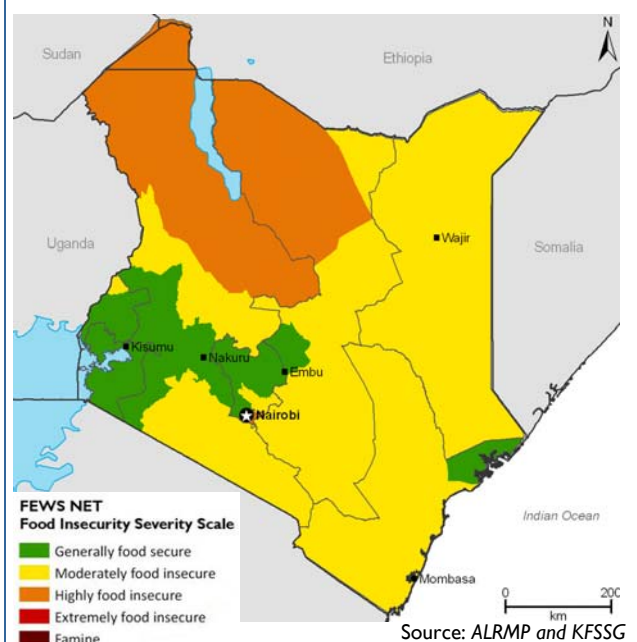 N
Sudan
Ethiopia
Uganda
Wajir
Somalia
Kisumu
Nakuru
Embu
Nairobi
Indian Ocean
Mombasa
FEWS NET
Food Insecurity Severity Scale
Generally food secure
Moderately food insecure
Highly food insecure
Extremely food insecure
Famine
0 200
km
Source: ALRMP and KFSSG